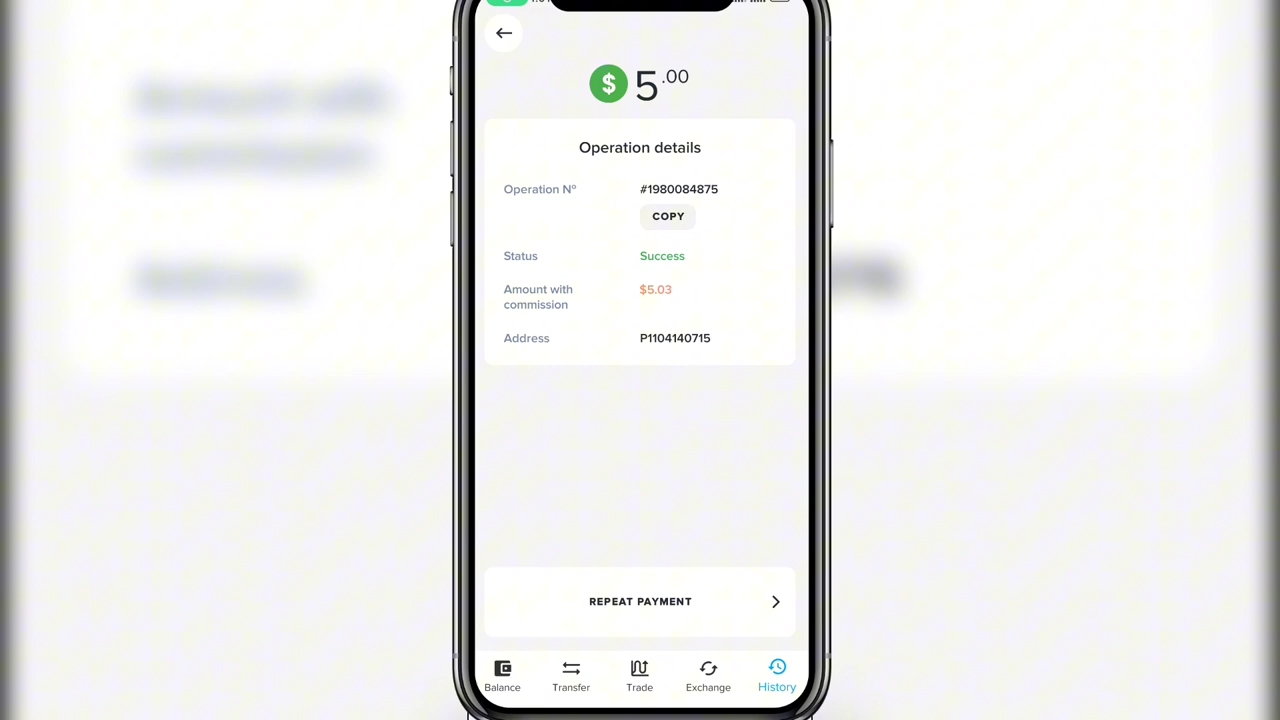 $ 5.00
Operation details
Operation Nº #1980084875
COPY
Status Success
Amount with commission $5.03
Address P1104140715
REPEAT PAYMENT
Balance Transfer Trade Exchange History